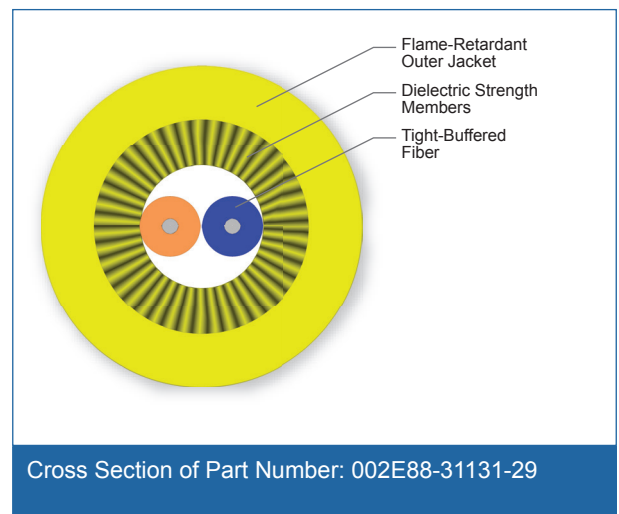 Flame-Retardant
Outer Jacket
Dielectric Strength
Members
Tight-Buffered
Fiber
Cross Section of Part Number: 002E88-31131-29